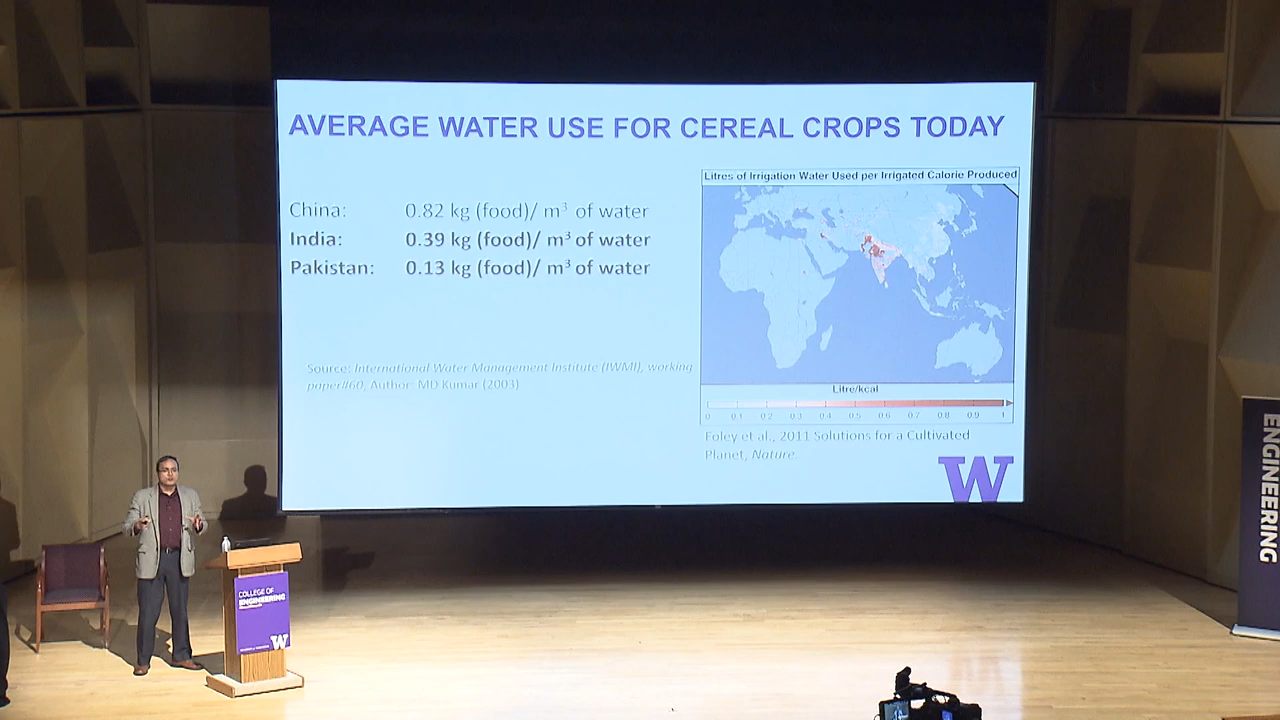 AVERAGE WATER USE FOR CEREAL CROPS TODAY
China: 0.82 kg (food)/ m³ of water
India: 0.39 kg (food)/ m³ of water
Pakistan: 0.13 kg (food)/ m³ of water
Source: International Water Management Institute (IWMI), working
paper#60, Author: MD Kumar (2003)
Litres of Irrigation Water Used per Irrigated Calorie Produced
Litre/kcal
0 0.1 0.2 0.3 0.4 0.5 0.6 0.7 0.8 0.9 1
Foley et al., 2011 Solutions for a Cultivated
Planet, Nature.
W
COLLEGE OF
ENGINEERING
W
ENGINEERING